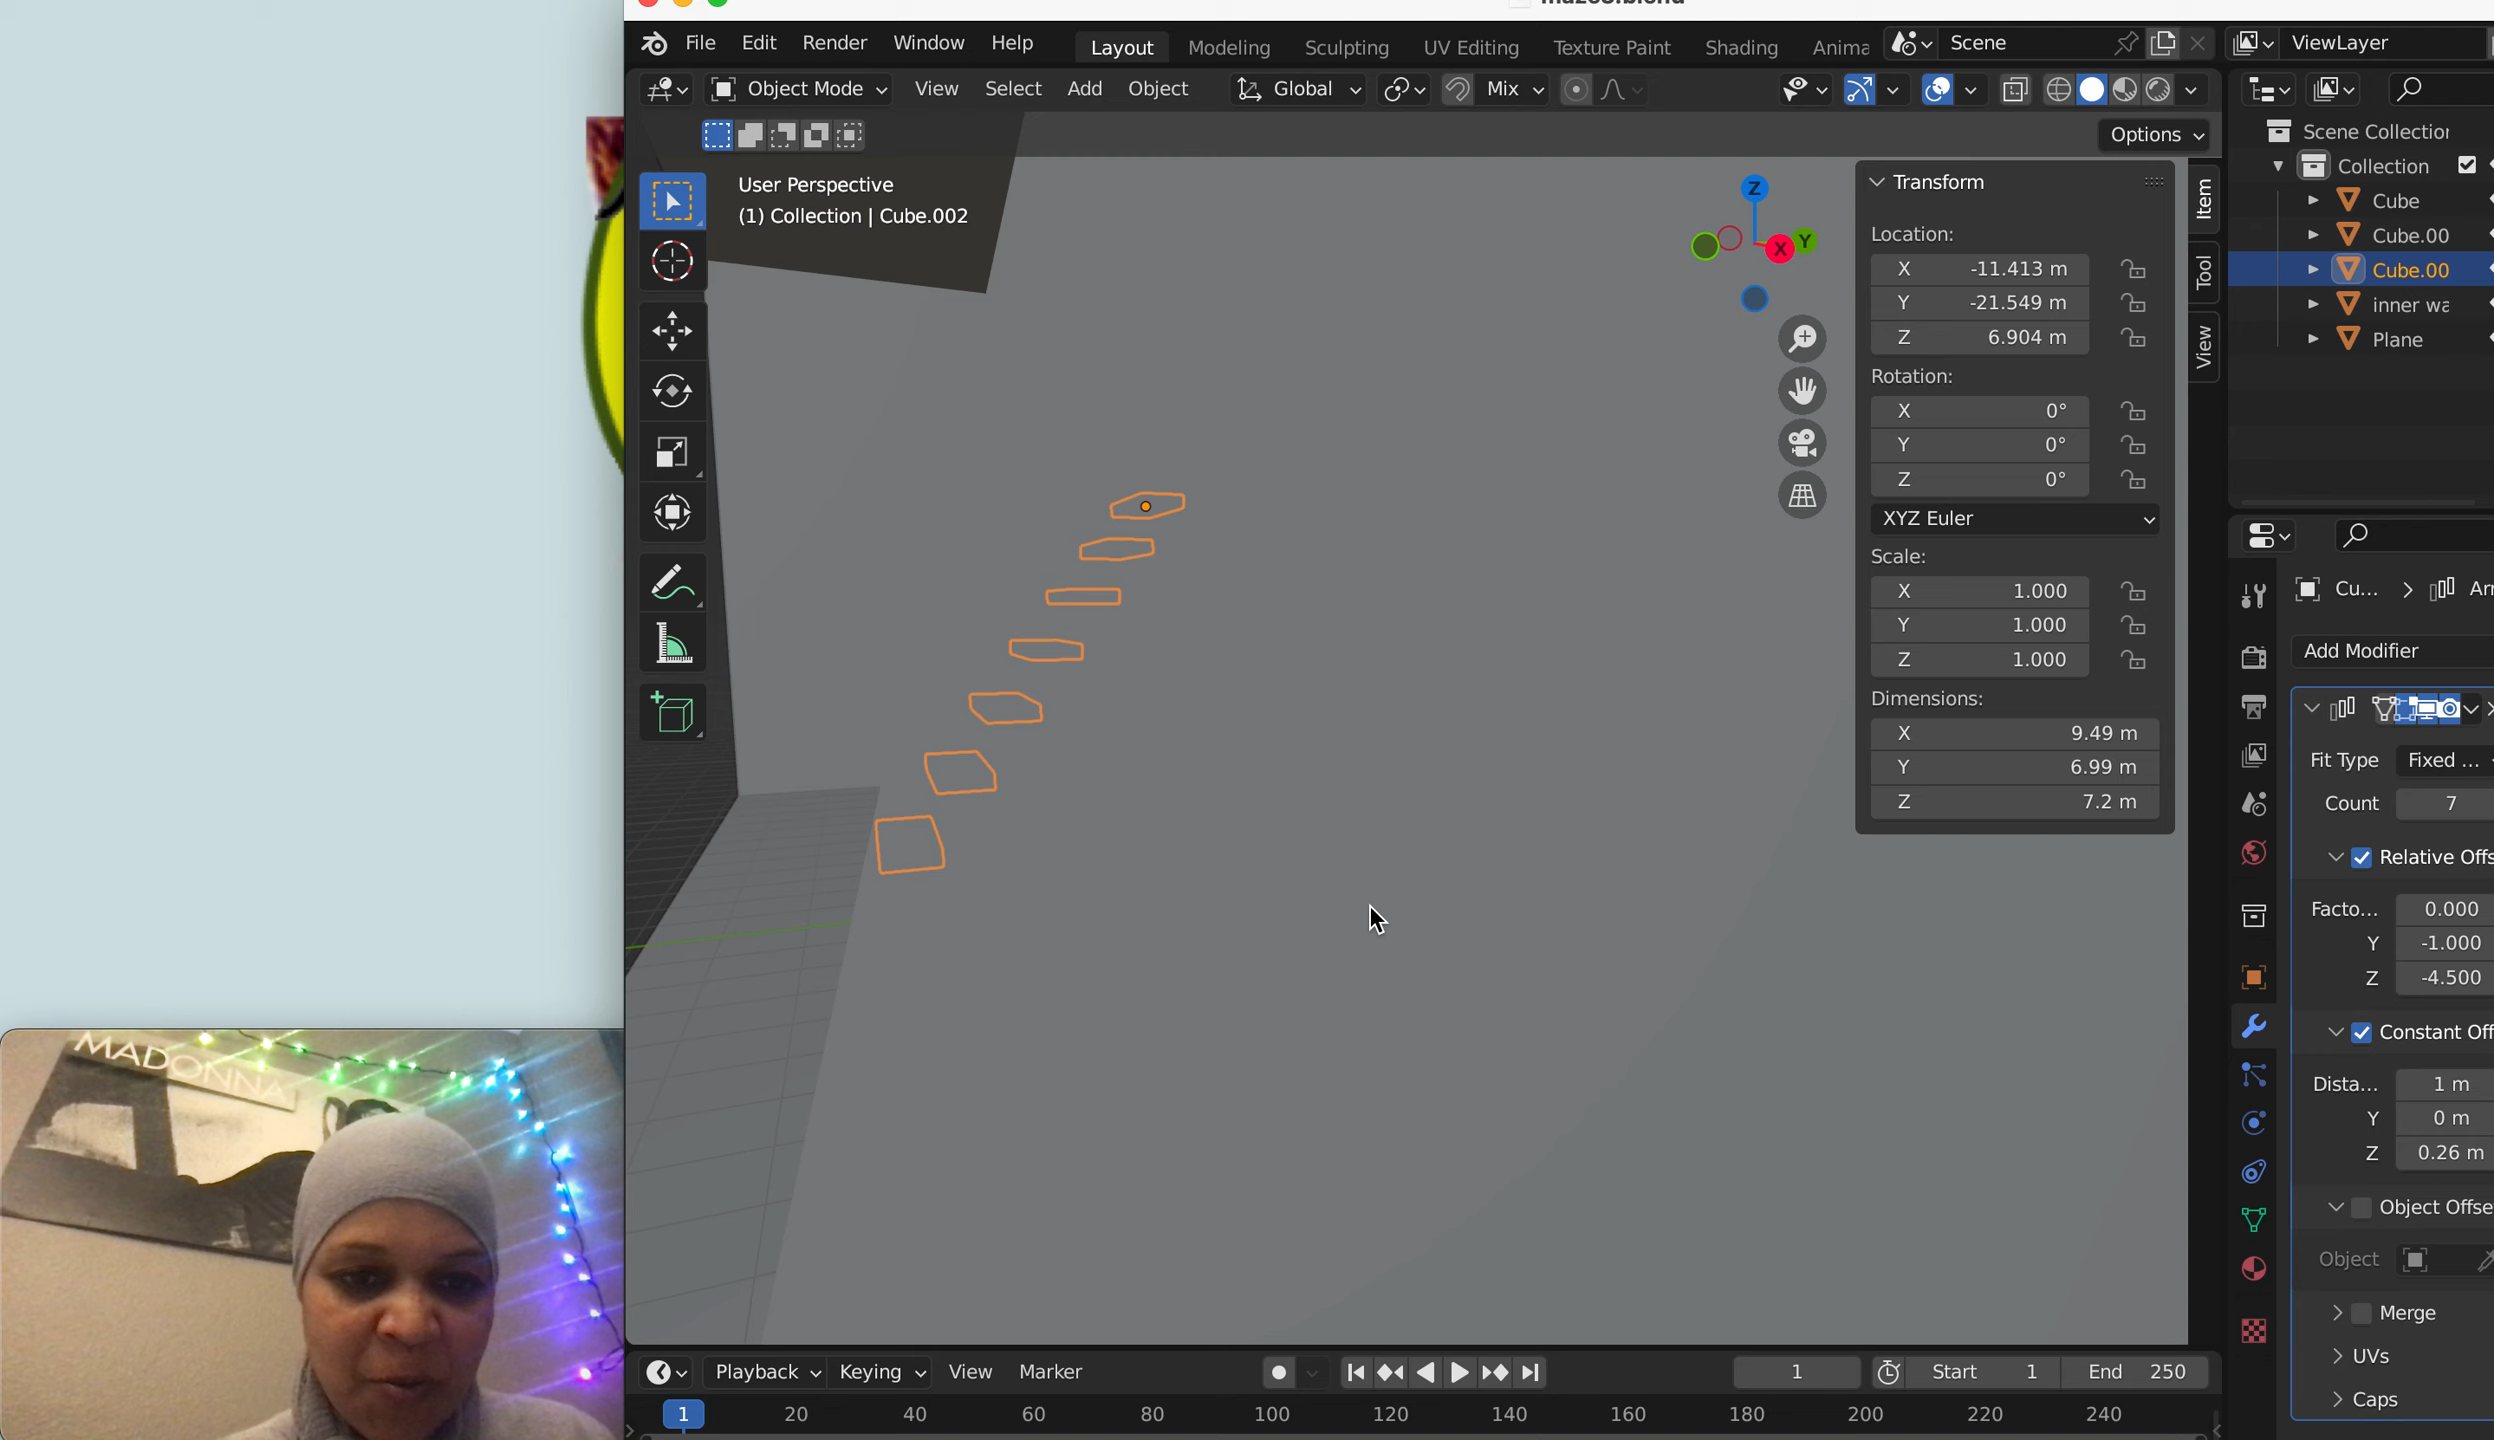 File Edit Render Window Help Layout Modeling Sculpting UV Editing Texture Paint Shading Anima Scene ViewLayer
Object Mode View Select Add Object Global Mix
Options
User Perspective
(1) Collection | Cube.002
Z
X
Y
Transform
Location:
X -11.413 m
Y -21.549 m
Z 6.904 m
Rotation:
X 0°
Y 0°
Z 0°
XYZ Euler
Scale:
X 1.000
Y 1.000
Z 1.000
Dimensions:
X 9.49 m
Y 6.99 m
Z 7.2 m
Item
Tool
View
Scene Collection
Collection
Cube
Cube.00
Cube.00
inner wa
Plane
Cu... > Arr
Add Modifier
Fit Type Fixed ...
Count 7
Relative Offs
Facto... 0.000
Y -1.000
Z -4.500
Constant Off
Dista... 1 m
Y 0 m
Z 0.26 m
Object Offse
Object
Merge
UVs
Caps
Playback Keying View Marker 1 Start 1 End 250
1 20 40 60 80 100 120 140 160 180 200 220 240
MADONNA